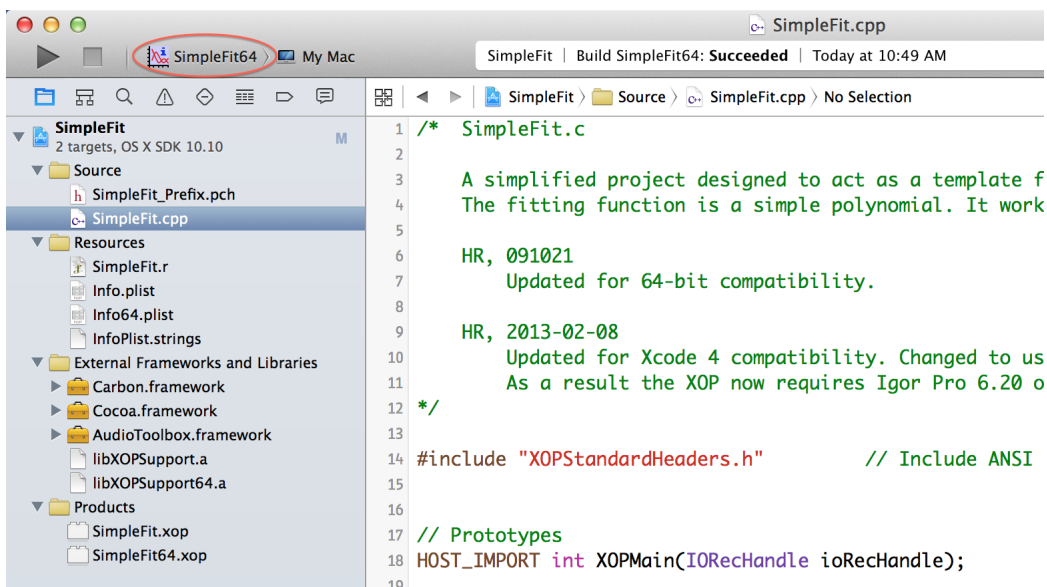 SimpleFit.cpp
SimpleFit64 My Mac
SimpleFit | Build SimpleFit64: Succeeded | Today at 10:49 AM
SimpleFit Source SimpleFit.cpp No Selection
SimpleFit
2 targets, OS X SDK 10.10
M
Source
SimpleFit_Prefix.pch
SimpleFit.cpp
Resources
SimpleFit.r
Info.plist
Info64.plist
InfoPlist.strings
External Frameworks and Libraries
Carbon.framework
Cocoa.framework
AudioToolbox.framework
libXOPSupport.a
libXOPSupport64.a
Products
SimpleFit.xop
SimpleFit64.xop
1 /* SimpleFit.c
2
3 A simplified project designed to act as a template f
4 The fitting function is a simple polynomial. It work
5
6 HR, 091021
7 Updated for 64-bit compatibility.
8
9 HR, 2013-02-08
10 Updated for Xcode 4 compatibility. Changed to us
11 As a result the XOP now requires Igor Pro 6.20 o
12 */
13
14 #include "XOPStandardHeaders.h" // Include ANSI
15
16
17 // Prototypes
18 HOST_IMPORT int XOPMain(IORecHandle ioRecHandle);
19